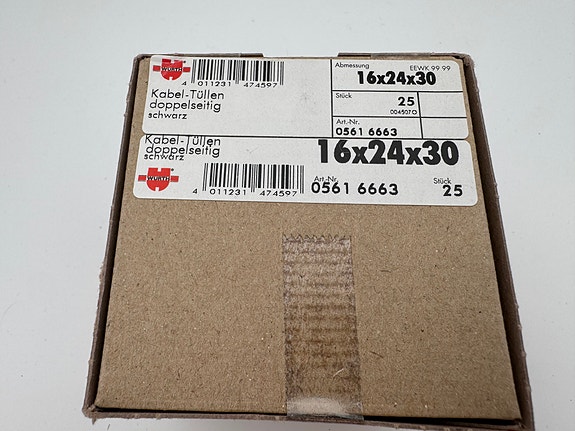 WÜRTH
4 011231 474597
Kabel-Tüllen
doppelseitig
schwarz
Abmessung EEWK 99 99
16x24x30
Stück
25
004507O
Art.-Nr.
0561 6663
Kabel-Tüllen
doppelseitig
schwarz
16x24x30
WÜRTH
4 011231 474597
Art.-Nr.
0561 6663
Stück
25